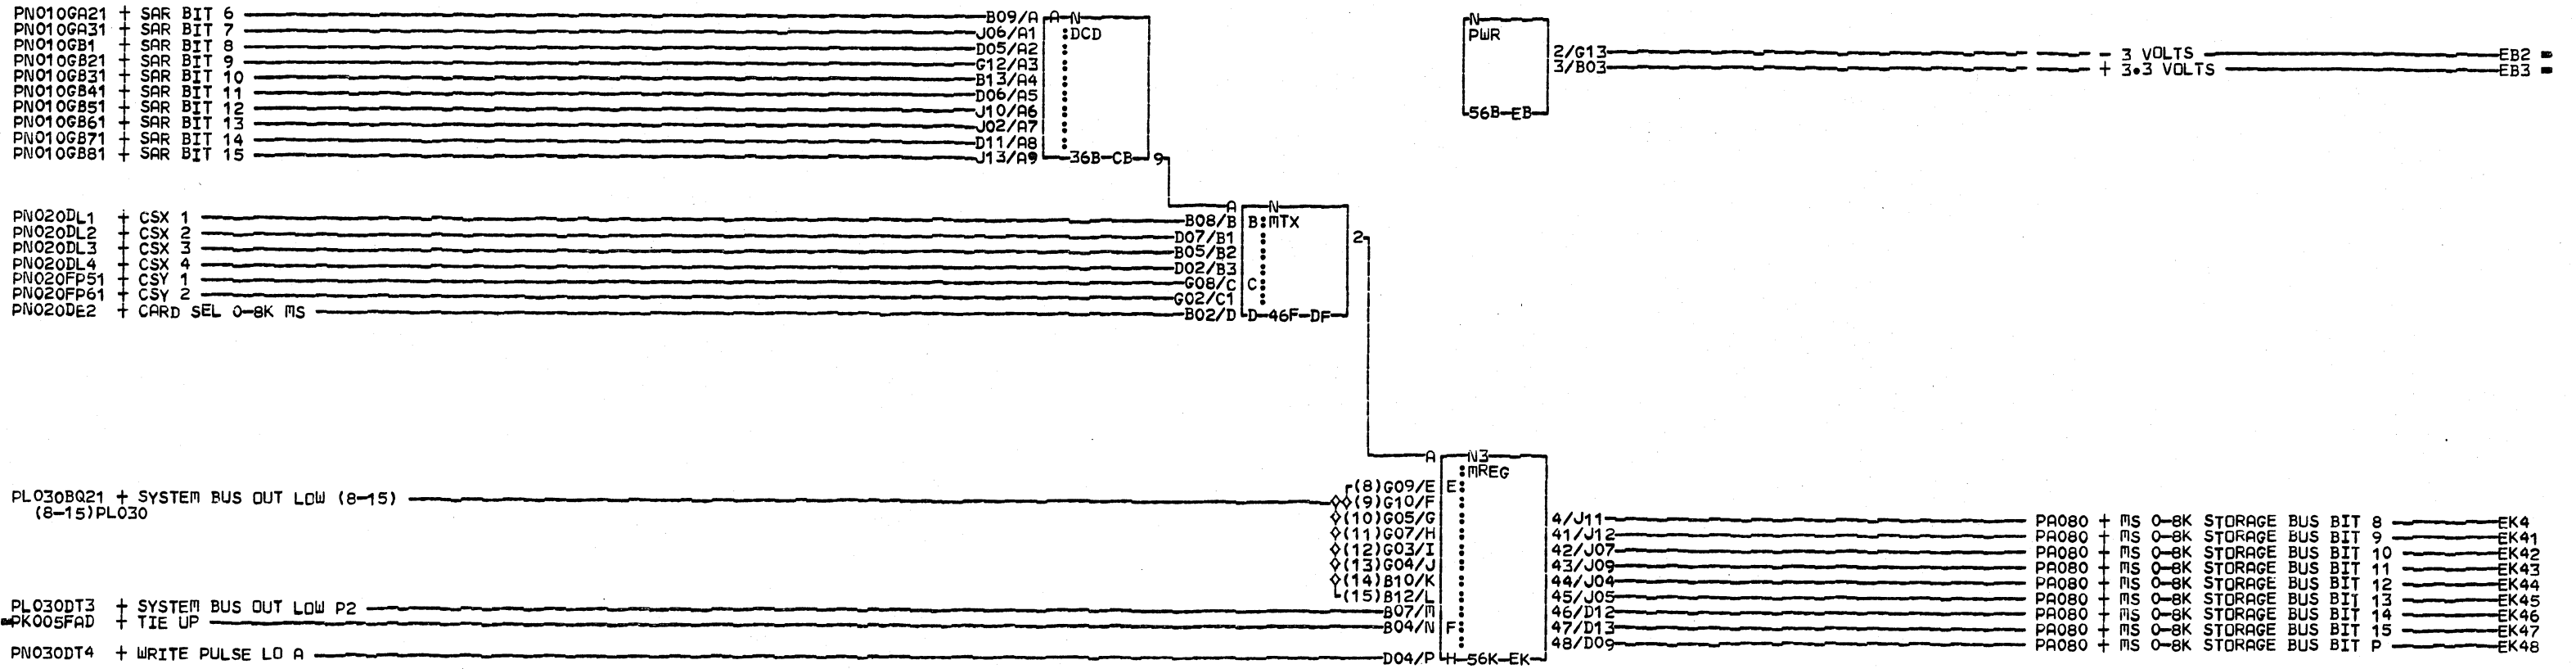 PN010GA21 + SAR BIT 6 B09/A A N
PN010GA31 + SAR BIT 7 J06/A1 DCD
PN010GB1 + SAR BIT 8 D05/A2
PN010GB21 + SAR BIT 9 G12/A3
PN010GB31 + SAR BIT 10 B13/A4
PN010GB41 + SAR BIT 11 D06/A5
PN010GB51 + SAR BIT 12 J10/A6
PN010GB61 + SAR BIT 13 J02/A7
PN010GB71 + SAR BIT 14 D11/A8
PN010GB81 + SAR BIT 15 J13/A9 36B-CB 9
N
PWR
2/G13 - 3 VOLTS EB2
3/B03 + 3.3 VOLTS EB3
56B-EB
A N
PN020DL1 + CSX 1 B08/B B MTX
PN020DL2 + CSX 2 D07/B1 2
PN020DL3 + CSX 3 B05/B2
PN020DL4 + CSX 4 D02/B3
PN020FP51 + CSY 1 G08/C C
PN020FP61 + CSY 2 G02/C1
PN020DE2 + CARD SEL 0-8K MS B02/D D-46F-DF
A N3
MREG
(8)G09/E E
PL030BQ21 + SYSTEM BUS OUT LOW (8-15) (9)G10/F
(8-15)PL030
(10)G05/G 4/J11 PA080 + MS 0-8K STORAGE BUS BIT 8 EK4
(11)G07/H 41/J12 PA080 + MS 0-8K STORAGE BUS BIT 9 EK41
(12)G03/I 42/J07 PA080 + MS 0-8K STORAGE BUS BIT 10 EK42
(13)G04/J 43/J09 PA080 + MS 0-8K STORAGE BUS BIT 11 EK43
(14)B10/K 44/J04 PA080 + MS 0-8K STORAGE BUS BIT 12 EK44
(15)B12/L 45/J05 PA080 + MS 0-8K STORAGE BUS BIT 13 EK45
PL030DT3 + SYSTEM BUS OUT LOW P2 B07/M 46/D12 PA080 + MS 0-8K STORAGE BUS BIT 14 EK46
PK005FAD + TIE UP B04/N F 47/D13 PA080 + MS 0-8K STORAGE BUS BIT 15 EK47
48/D09 PA080 + MS 0-8K STORAGE BUS BIT P EK48
PN030DT4 + WRITE PULSE LO A D04/P H-56K-EK